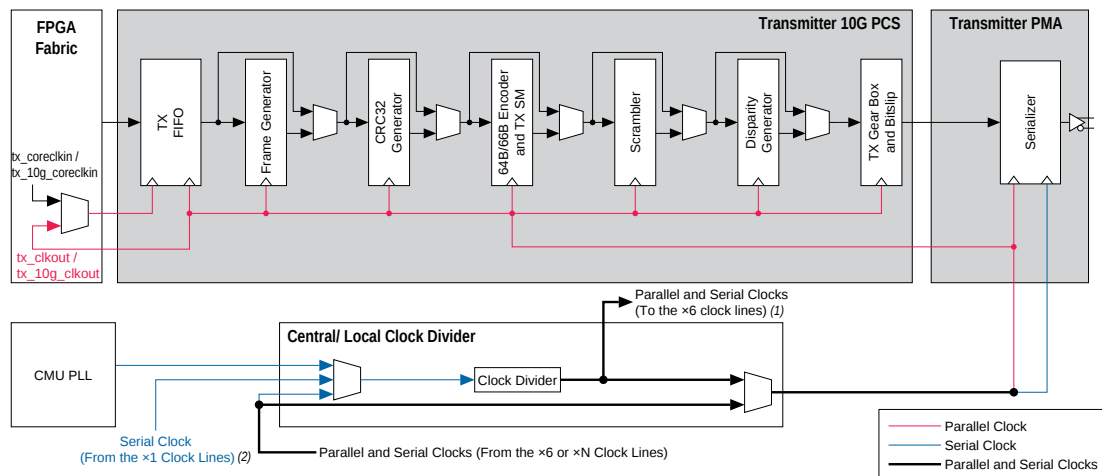 FPGA
Fabric
Transmitter 10G PCS
Transmitter PMA
TX
FIFO
Frame Generator
CRC32
Generator
64B/66B Encoder
and TX SM
Scrambler
Disparity
Generator
TX Gear Box
and Bitslip
Serializer
tx_coreclkin /
tx_10g_coreclkin
tx_clkout /
tx_10g_clkout
Parallel and Serial Clocks
(To the ×6 clock lines) (1)
Central/ Local Clock Divider
CMU PLL
Clock Divider
Serial Clock
(From the ×1 Clock Lines) (2)
Parallel and Serial Clocks (From the ×6 or ×N Clock Lines)
Parallel Clock
Serial Clock
Parallel and Serial Clocks